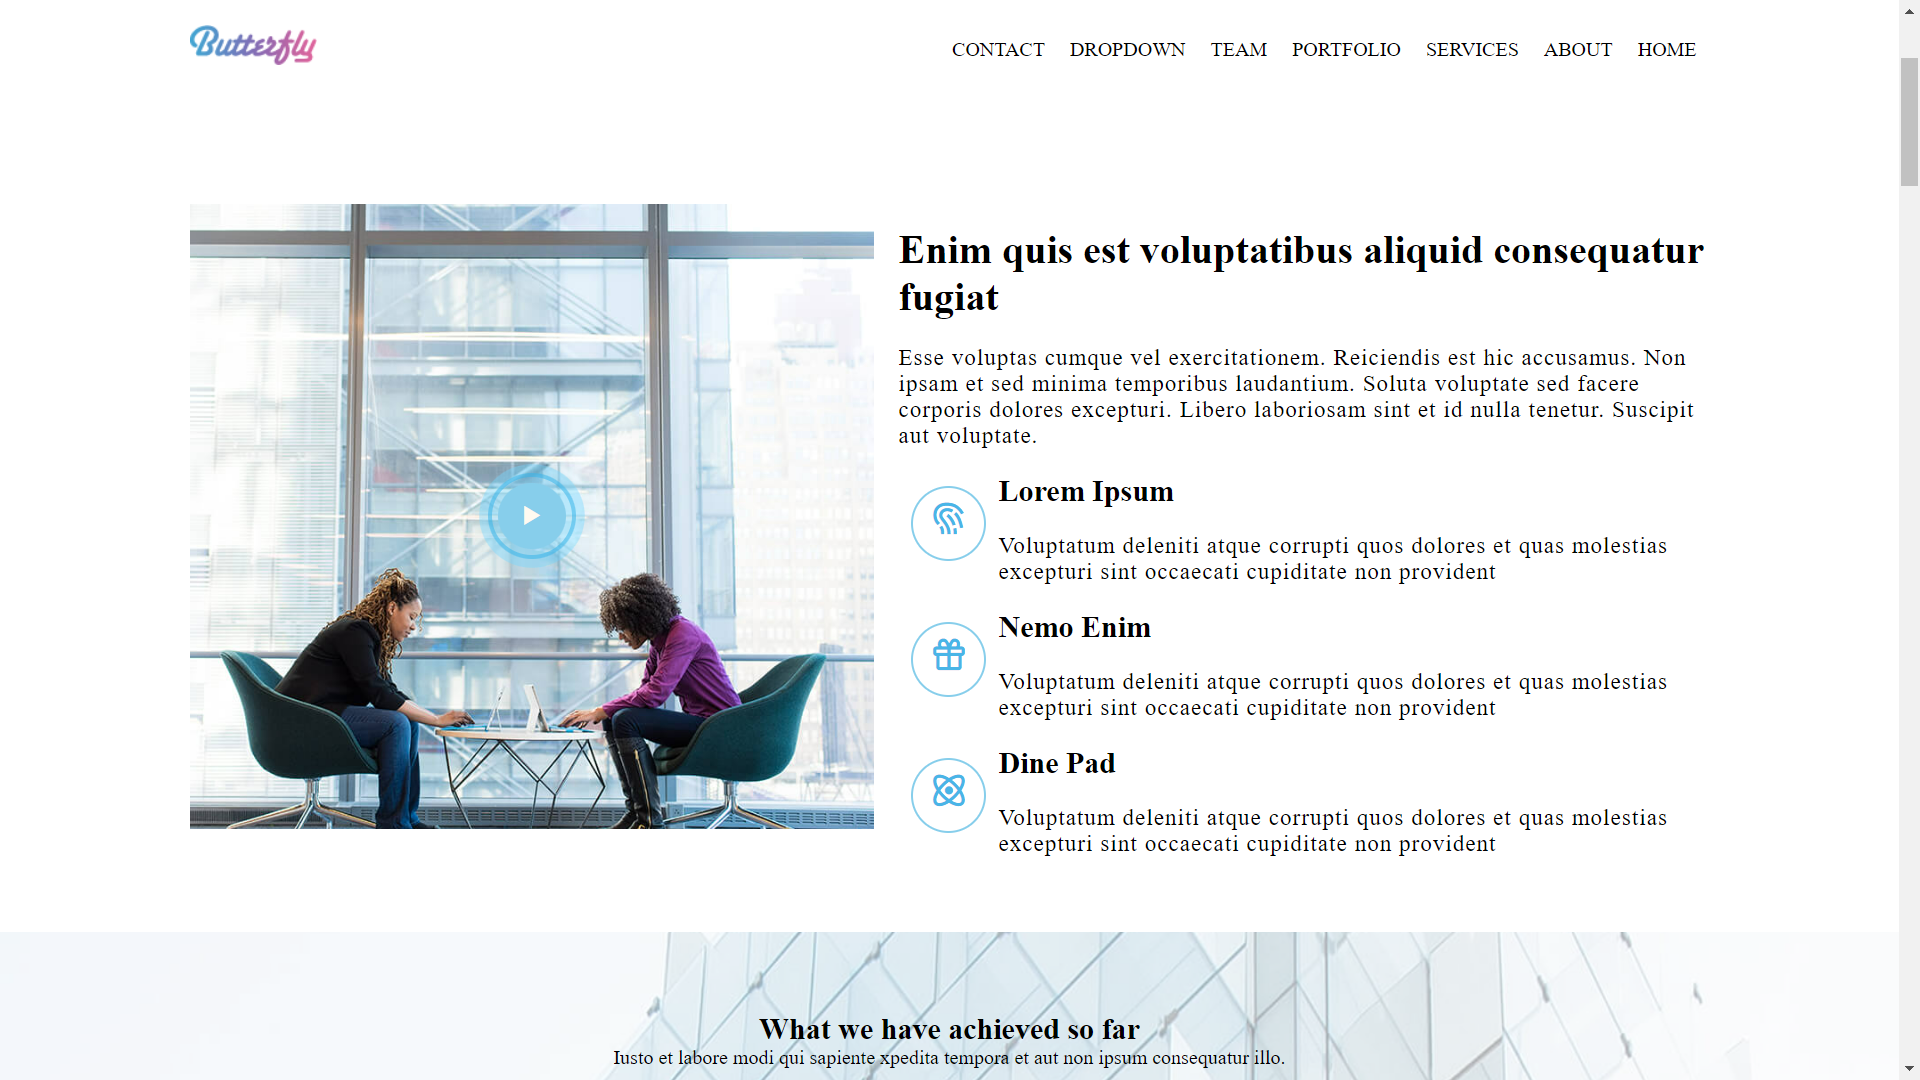 Butterfly
CONTACT DROPDOWN TEAM PORTFOLIO SERVICES ABOUT HOME
Enim quis est voluptatibus aliquid consequatur
fugiat
Esse voluptas cumque vel exercitationem. Reiciendis est hic accusamus. Non
ipsam et sed minima temporibus laudantium. Soluta voluptate sed facere
corporis dolores excepturi. Libero laboriosam sint et id nulla tenetur. Suscipit
aut voluptate.
Lorem Ipsum
Voluptatum deleniti atque corrupti quos dolores et quas molestias
excepturi sint occaecati cupiditate non provident
Nemo Enim
Voluptatum deleniti atque corrupti quos dolores et quas molestias
excepturi sint occaecati cupiditate non provident
Dine Pad
Voluptatum deleniti atque corrupti quos dolores et quas molestias
excepturi sint occaecati cupiditate non provident
What we have achieved so far
Iusto et labore modi qui sapiente xpedita tempora et aut non ipsum consequatur illo.